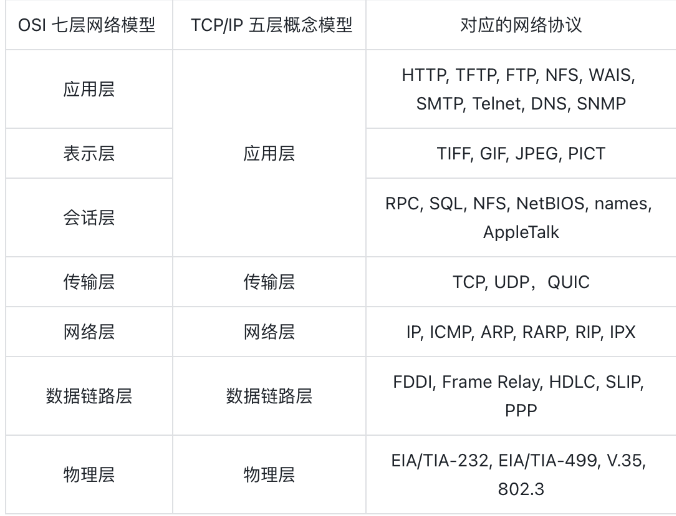 OSI 七层网络模型 TCP/IP 五层概念模型 对应的网络协议
应用层 应用层 HTTP, TFTP, FTP, NFS, WAIS,
SMTP, Telnet, DNS, SNMP
表示层 TIFF, GIF, JPEG, PICT
会话层 RPC, SQL, NFS, NetBIOS, names,
AppleTalk
传输层 传输层 TCP, UDP，QUIC
网络层 网络层 IP, ICMP, ARP, RARP, RIP, IPX
数据链路层 数据链路层 FDDI, Frame Relay, HDLC, SLIP,
PPP
物理层 物理层 EIA/TIA-232, EIA/TIA-499, V.35,
802.3